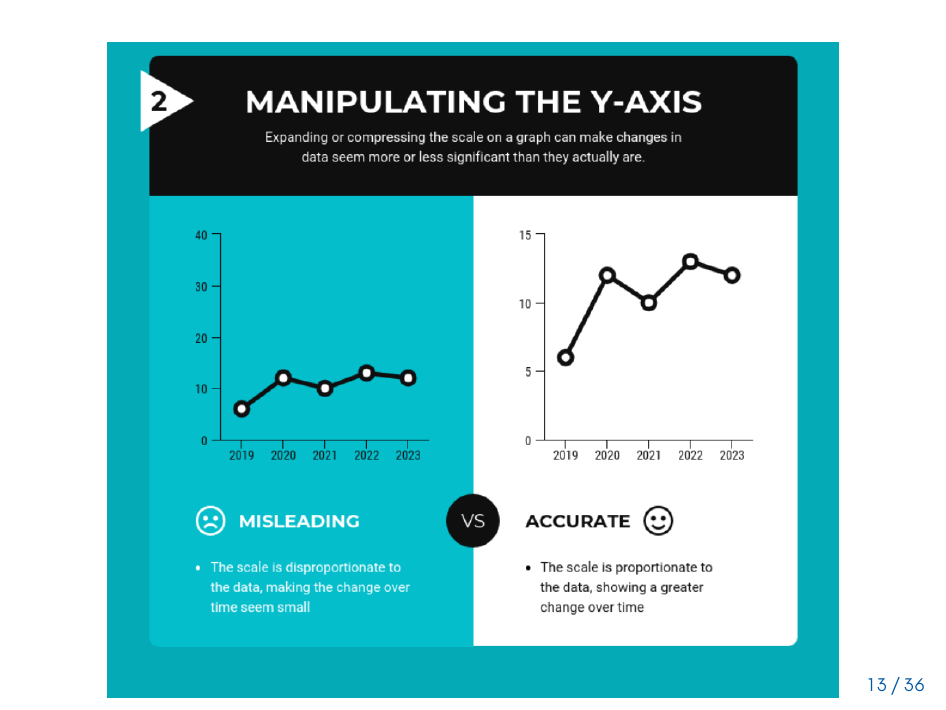 2
MANIPULATING THE Y-AXIS
Expanding or compressing the scale on a graph can make changes in
data seem more or less significant than they actually are.
40
30
20
10
0
2019 2020 2021 2022 2023
15
10
5
0
2019 2020 2021 2022 2023
MISLEADING
VS
ACCURATE
• The scale is disproportionate to
the data, making the change over
time seem small
• The scale is proportionate to
the data, showing a greater
change over time
13 / 36